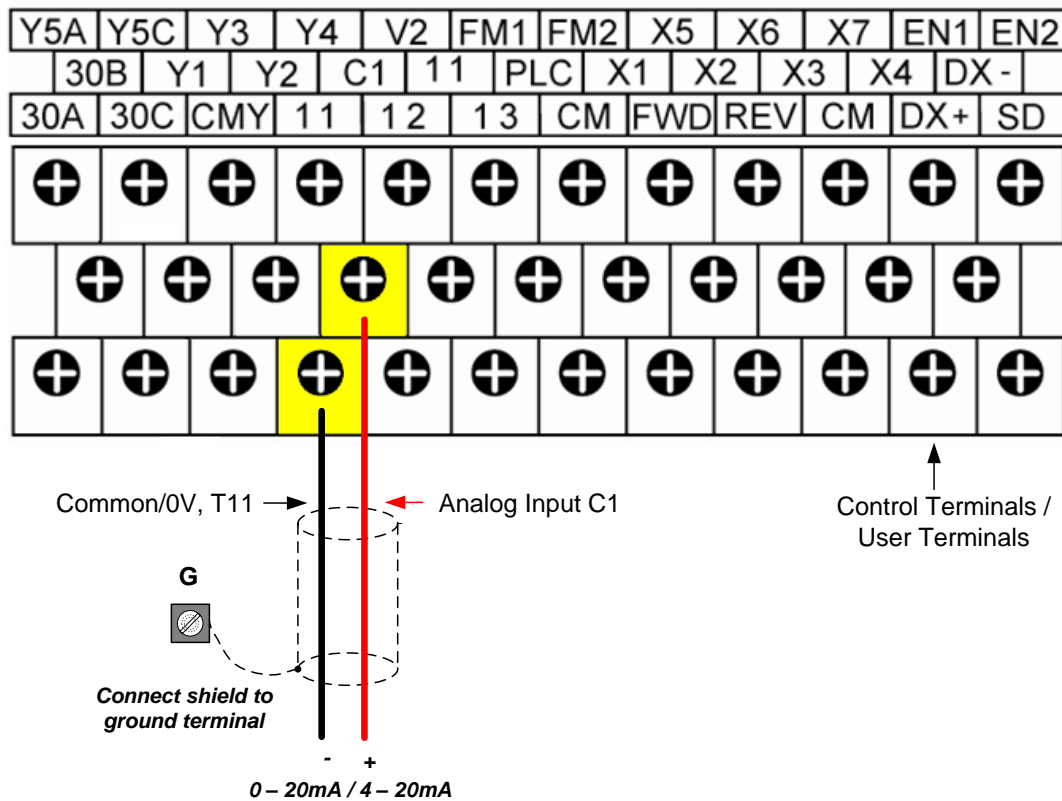 Y5A Y5C Y3 Y4 V2 FM1 FM2 X5 X6 X7 EN1 EN2
30B Y1 Y2 C1 11 PLC X1 X2 X3 X4 DX -
30A 30C CMY 11 12 13 CM FWD REV CM DX+ SD
Common/0V, T11
Analog Input C1
Control Terminals /
User Terminals
G
Connect shield to
ground terminal
- +
0 – 20mA / 4 – 20mA